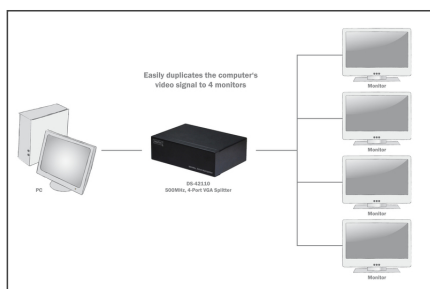 Easily duplicates the computer's
video signal to 4 monitors
Monitor
PC
DS-42110
500MHz, 4-Port VGA Splitter
Monitor
Monitor
Monitor